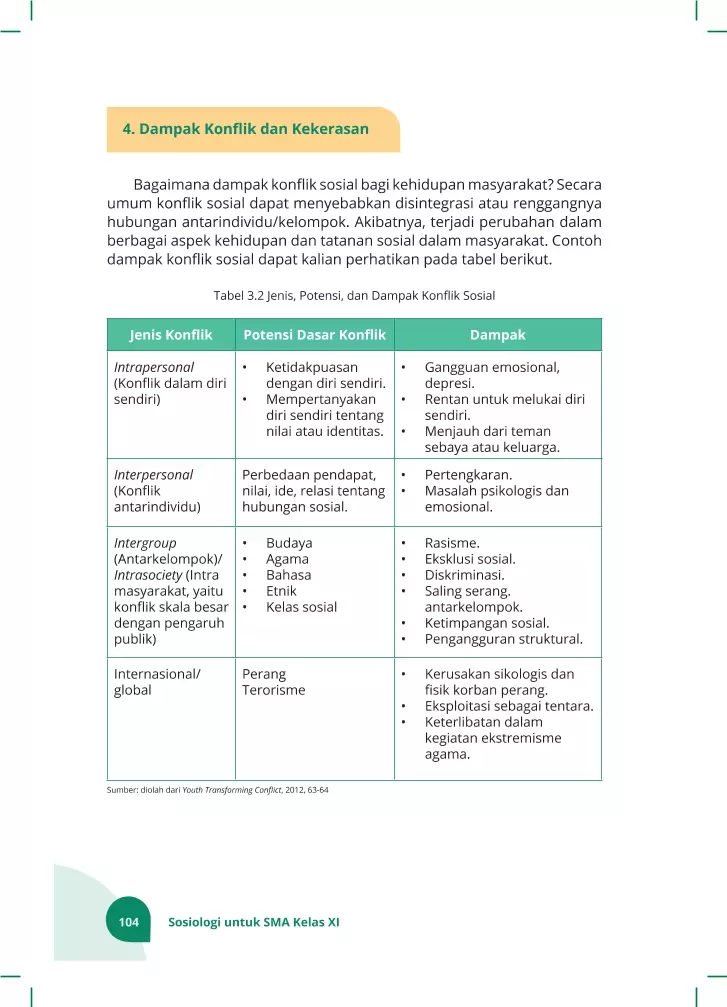 4. Dampak Konflik dan Kekerasan
Bagaimana dampak konflik sosial bagi kehidupan masyarakat? Secara
umum konflik sosial dapat menyebabkan disintegrasi atau renggangnya
hubungan antarindividu/kelompok. Akibatnya, terjadi perubahan dalam
berbagai aspek kehidupan dan tatanan sosial dalam masyarakat. Contoh
dampak konflik sosial dapat kalian perhatikan pada tabel berikut.
Tabel 3.2 Jenis, Potensi, dan Dampak Konflik Sosial
Jenis Konflik
Potensi Dasar Konflik
Dampak
Intrapersonal
(Konflik dalam diri
sendiri)
• Ketidakpuasan
dengan diri sendiri.
• Mempertanyakan
diri sendiri tentang
nilai atau identitas.
• Gangguan emosional,
depresi.
• Rentan untuk melukai diri
sendiri.
• Menjauh dari teman
sebaya atau keluarga.
Interpersonal
(Konflik
antarindividu)
Perbedaan pendapat,
nilai, ide, relasi tentang
hubungan sosial.
• Pertengkaran.
• Masalah psikologis dan
emosional.
Intergroup
(Antarkelompok)/
Intrasociety (Intra
masyarakat, yaitu
konflik skala besar
dengan pengaruh
publik)
• Budaya
• Agama
• Bahasa
• Etnik
• Kelas sosial
• Rasisme.
• Eksklusi sosial.
• Diskriminasi.
• Saling serang.
antarkelompok.
• Ketimpangan sosial.
• Pengangguran struktural.
Internasional/
global
Perang
Terorisme
• Kerusakan sikologis dan
fisik korban perang.
• Eksploitasi sebagai tentara.
• Keterlibatan dalam
kegiatan ekstremisme
agama.
Sumber: diolah dari Youth Transforming Conflict, 2012, 63-64
104
Sosiologi untuk SMA Kelas XI